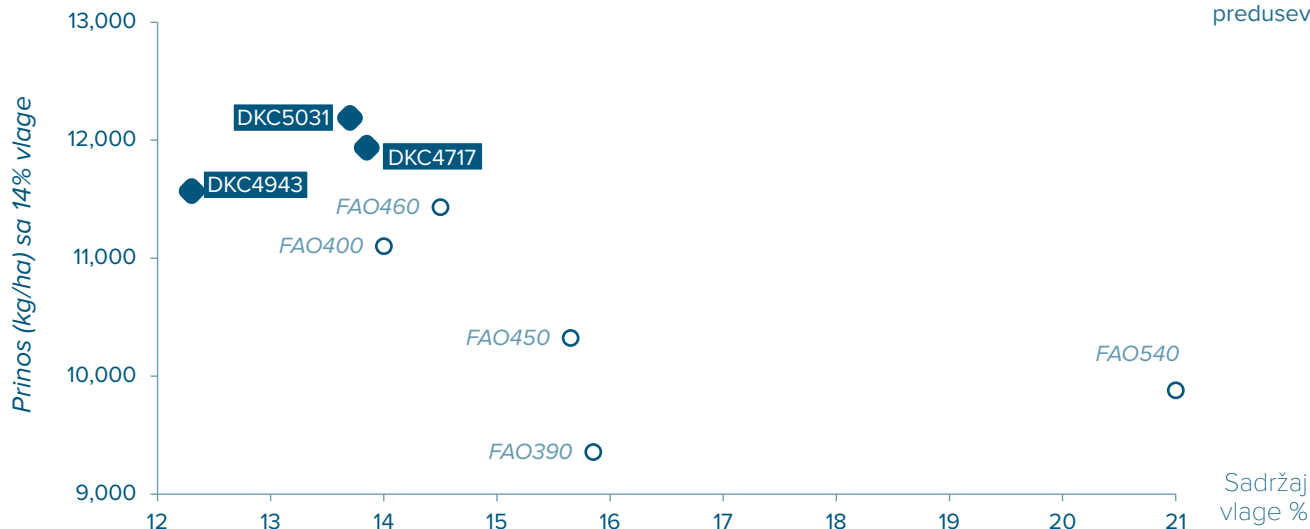 predusev
13,000
DKC5031
12,000
DKC4717
DKC4943
FAO460
FAO400
11,000
FAO450
FAO540
10,000
FAO390
9,000
Prinos (kg/ha) sa 14% vlage
12 13 14 15 16 17 18 19 20 21
Sadržaj
vlage %